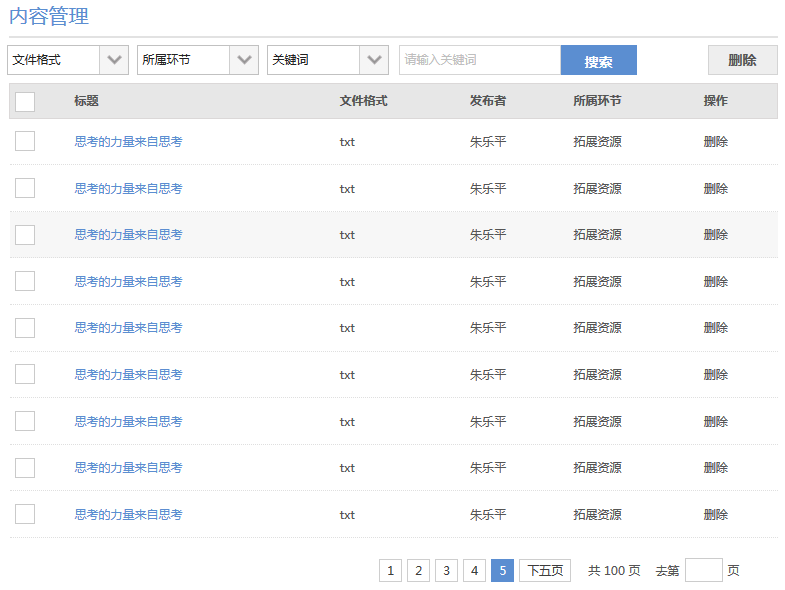 内容管理
文件格式 所属环节 关键词 请输入关键词 搜索 删除
标题 文件格式 发布者 所属环节 操作
思考的力量来自思考 txt 朱乐平 拓展资源 删除
思考的力量来自思考 txt 朱乐平 拓展资源 删除
思考的力量来自思考 txt 朱乐平 拓展资源 删除
思考的力量来自思考 txt 朱乐平 拓展资源 删除
思考的力量来自思考 txt 朱乐平 拓展资源 删除
思考的力量来自思考 txt 朱乐平 拓展资源 删除
思考的力量来自思考 txt 朱乐平 拓展资源 删除
思考的力量来自思考 txt 朱乐平 拓展资源 删除
思考的力量来自思考 txt 朱乐平 拓展资源 删除
1 2 3 4 5 下五页 共 100 页 去第 页